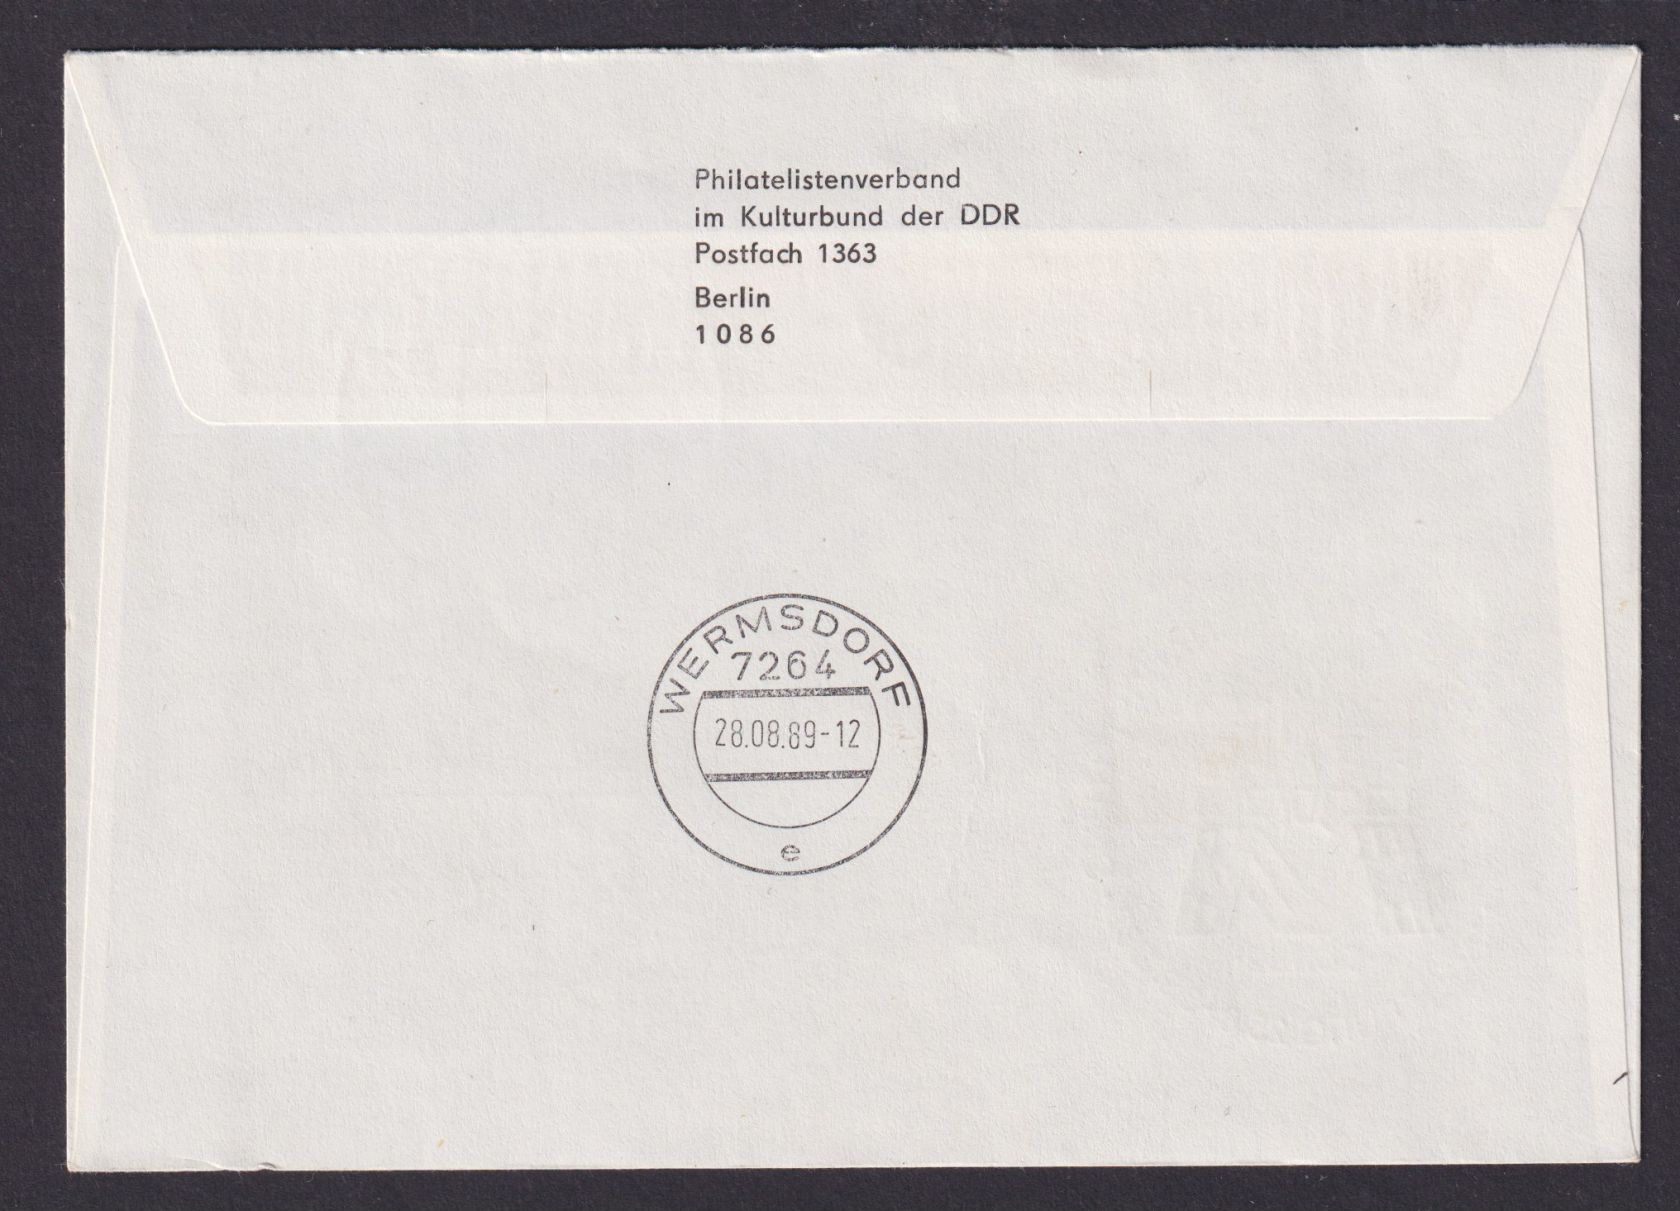 Philatelistenverband
im Kulturbund der DDR
Postfach 1363
Berlin
1086
WERMSDORF
7264
28.08.89-12
e